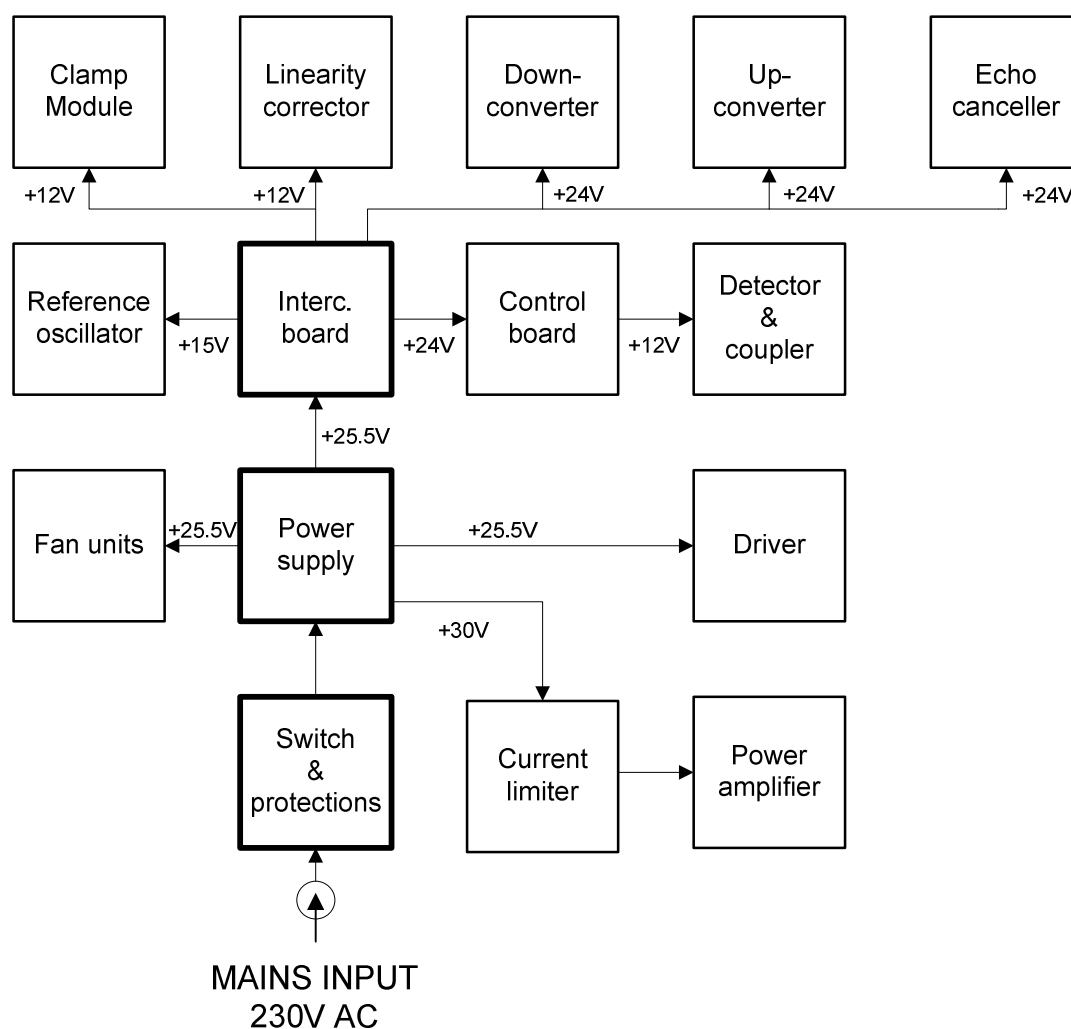 Clamp
Module
Linearity
corrector
Down-
converter
Up-
converter
Echo
canceller
+12V
+12V
+24V
+24V
+24V
Reference
oscillator
Interc.
board
Control
board
Detector
&
coupler
+15V
+24V
+12V
+25.5V
Fan units
+25.5V
Power
supply
+25.5V
Driver
+30V
Switch
&
protections
Current
limiter
Power
amplifier
MAINS INPUT
230V AC